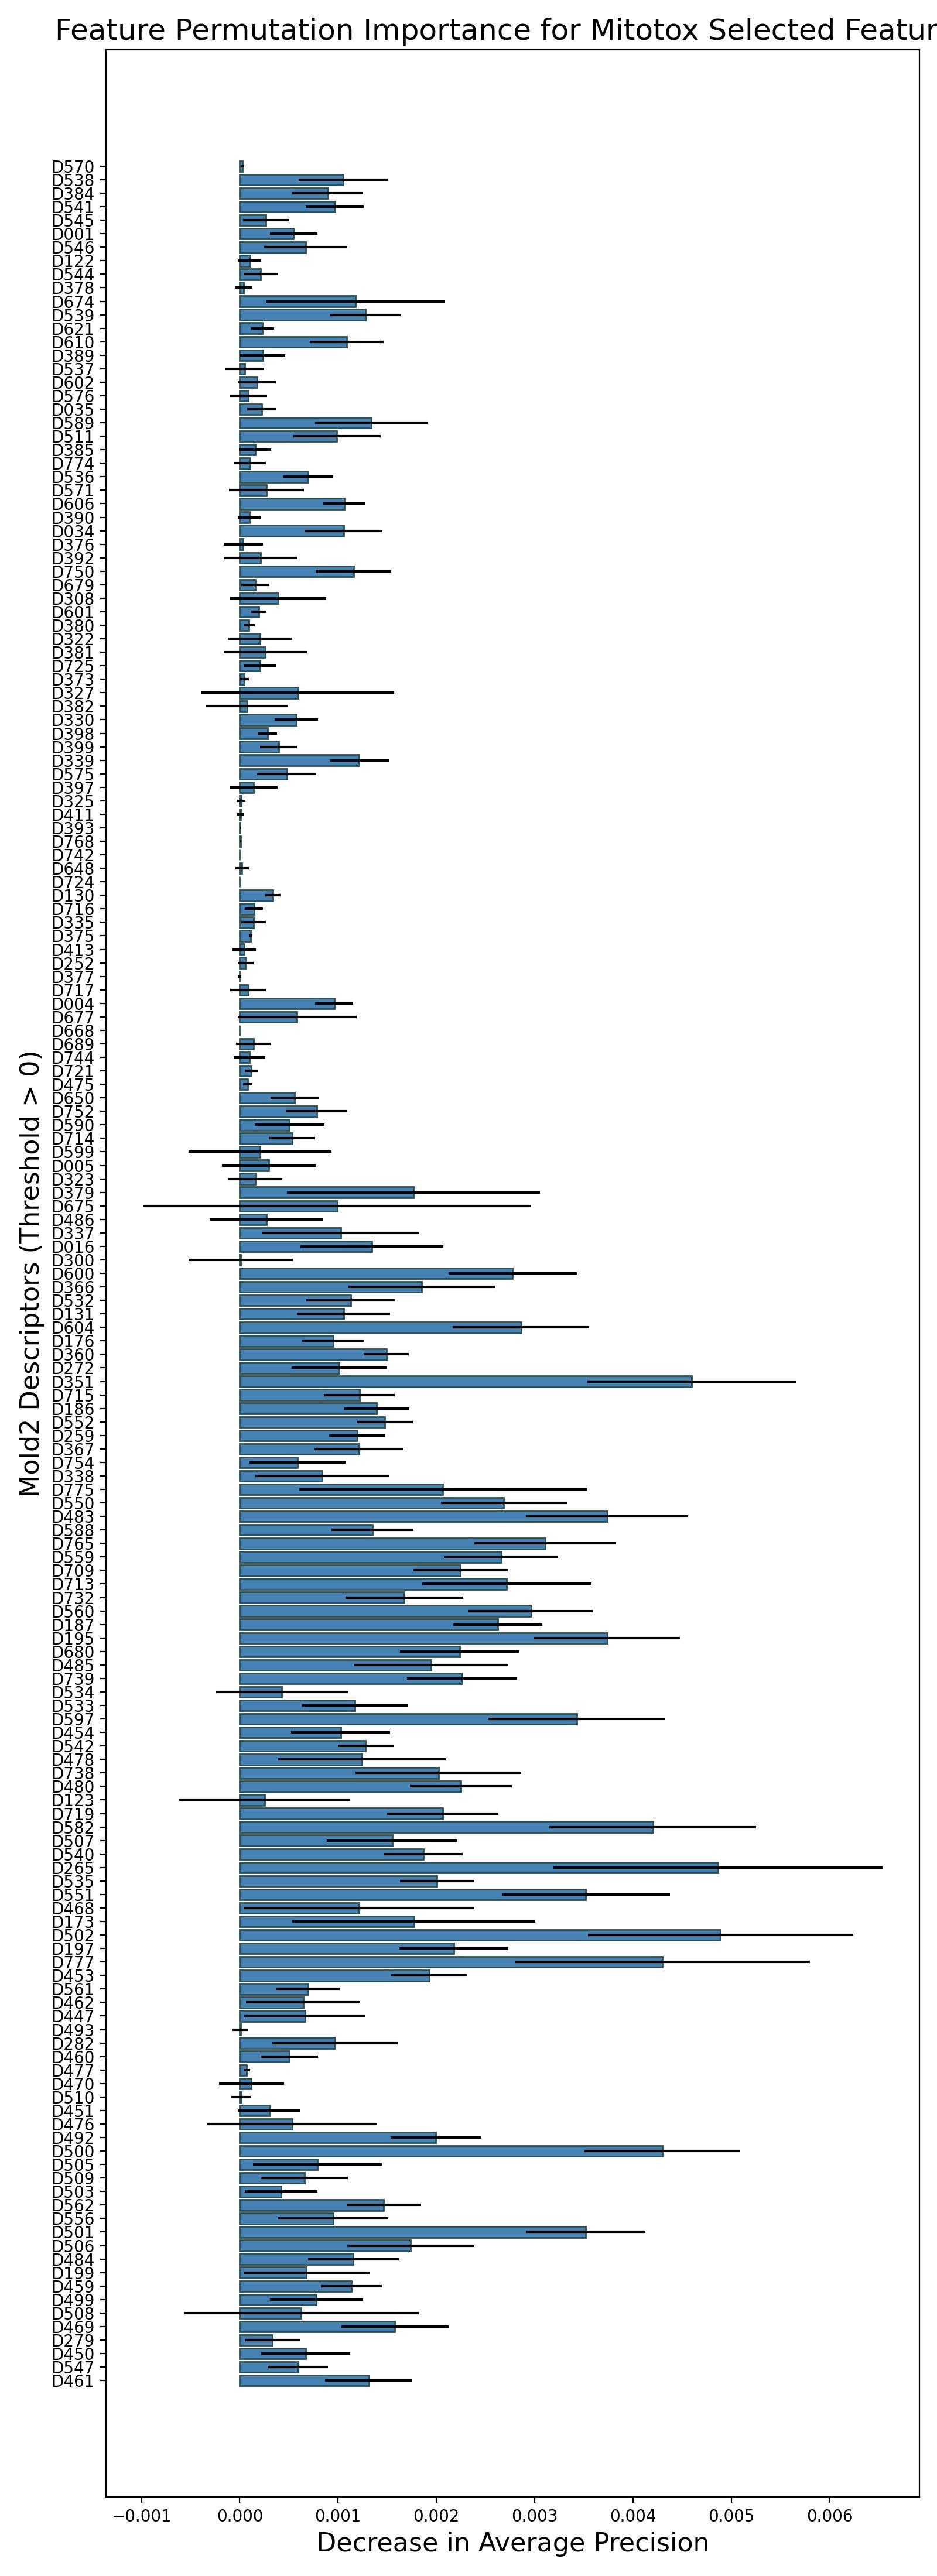 Feature Permutation Importance for Mitotox Selected Featur
D570
D538
D384
D541
D545
D001
D546
D122
D544
D378
D674
D539
D621
D610
D389
D537
D602
D576
D035
D589
D511
D385
D774
D536
D571
D606
D390
D034
D376
D392
D750
D679
D308
D601
D380
D322
D381
D725
D373
D327
D382
D330
D398
D399
D339
D575
D397
D325
D411
D393
D768
D742
D648
D724
D130
D716
D335
D375
D413
D252
D377
D717
D004
D677
D668
D689
D744
D721
D475
D650
D752
D590
D714
D599
D005
D323
D379
D675
D486
D337
D016
D300
D600
D366
D532
D131
D604
D176
D360
D272
D351
D715
D186
D552
D259
D367
D754
D338
D775
D550
D483
D588
D765
D559
D709
D713
D732
D560
D187
D195
D680
D485
D739
D534
D533
D597
D454
D542
D478
D738
D480
D123
D719
D582
D507
D540
D265
D535
D551
D468
D173
D502
D197
D777
D453
D561
D462
D447
D493
D282
D460
D477
D470
D510
D451
D476
D492
D500
D505
D509
D503
D562
D556
D501
D506
D484
D199
D459
D499
D508
D469
D279
D450
D547
D461
Mold2 Descriptors (Threshold > 0)
−0.001 0.000 0.001 0.002 0.003 0.004 0.005 0.006
Decrease in Average Precision